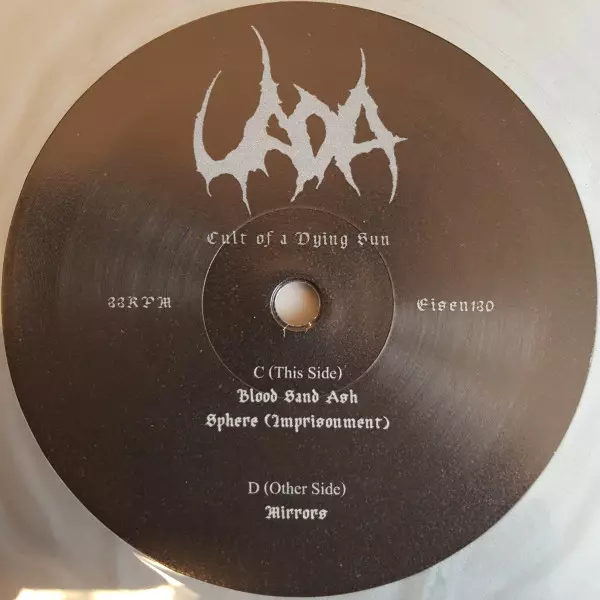 UADA
Cult of a Dying Sun
33RPM
Eisen130
C (This Side)
Blood Sand Ash
Sphere (Imprisonment)
D (Other Side)
Mirrors